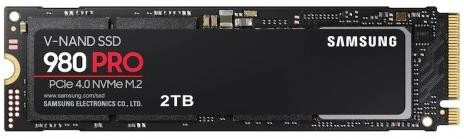 V-NAND SSD
980 PRO
PCIe 4.0 NVMe M.2
www.samsung.com/ssd
SAMSUNG ELECTRONICS CO., LTD.
2TB
SAMSUNG